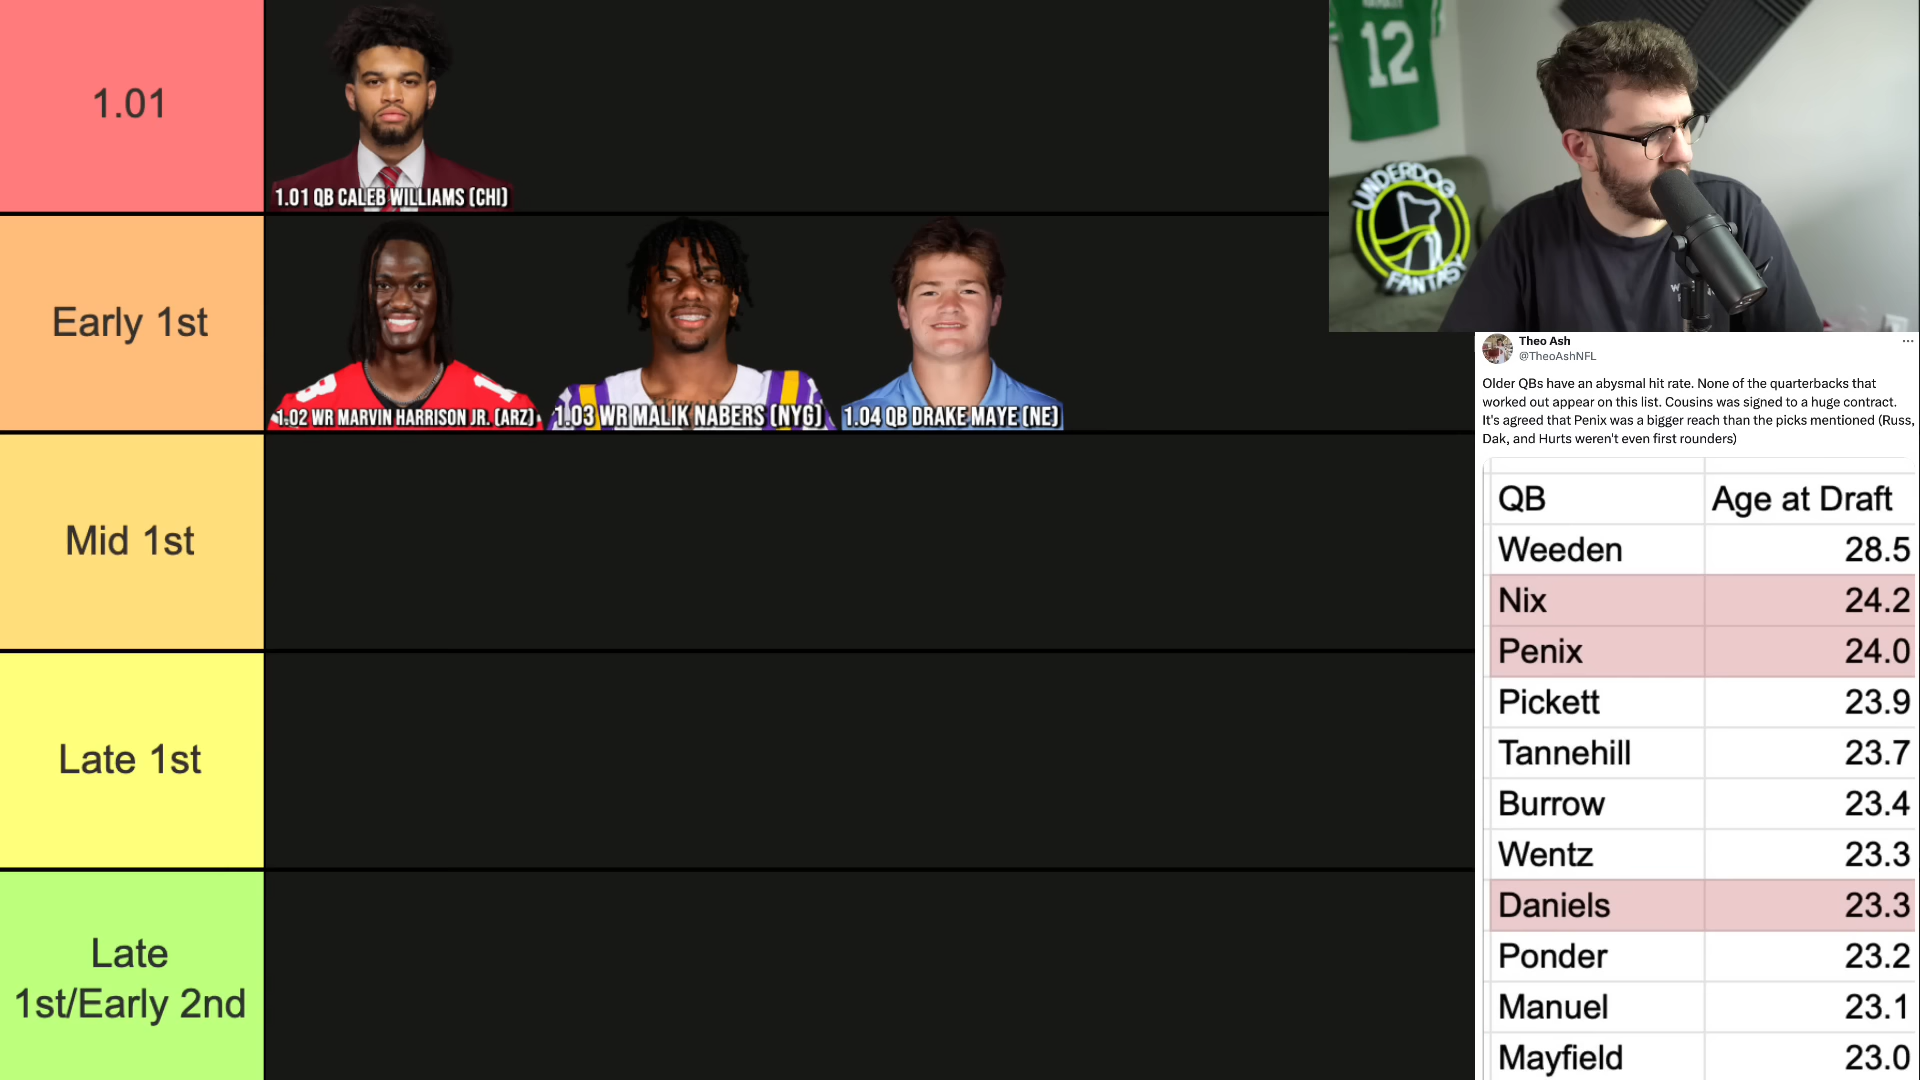 1.01
1.01 QB CALEB WILLIAMS (CHI)
Early 1st
1.02 WR MARVIN HARRISON JR. (ARZ)
1.03 WR MALIK NABERS (NYG)
1.04 QB DRAKE MAYE (NE)
Mid 1st
Late 1st
Late
1st/Early 2nd
12
UNDERDOG
FANTASY
Theo Ash
@TheoAshNFL
Older QBs have an abysmal hit rate. None of the quarterbacks that
worked out appear on this list. Cousins was signed to a huge contract.
It's agreed that Penix was a bigger reach than the picks mentioned (Russ,
Dak, and Hurts weren't even first rounders)
QB Age at Draft
Weeden 28.5
Nix 24.2
Penix 24.0
Pickett 23.9
Tannehill 23.7
Burrow 23.4
Wentz 23.3
Daniels 23.3
Ponder 23.2
Manuel 23.1
Mayfield 23.0